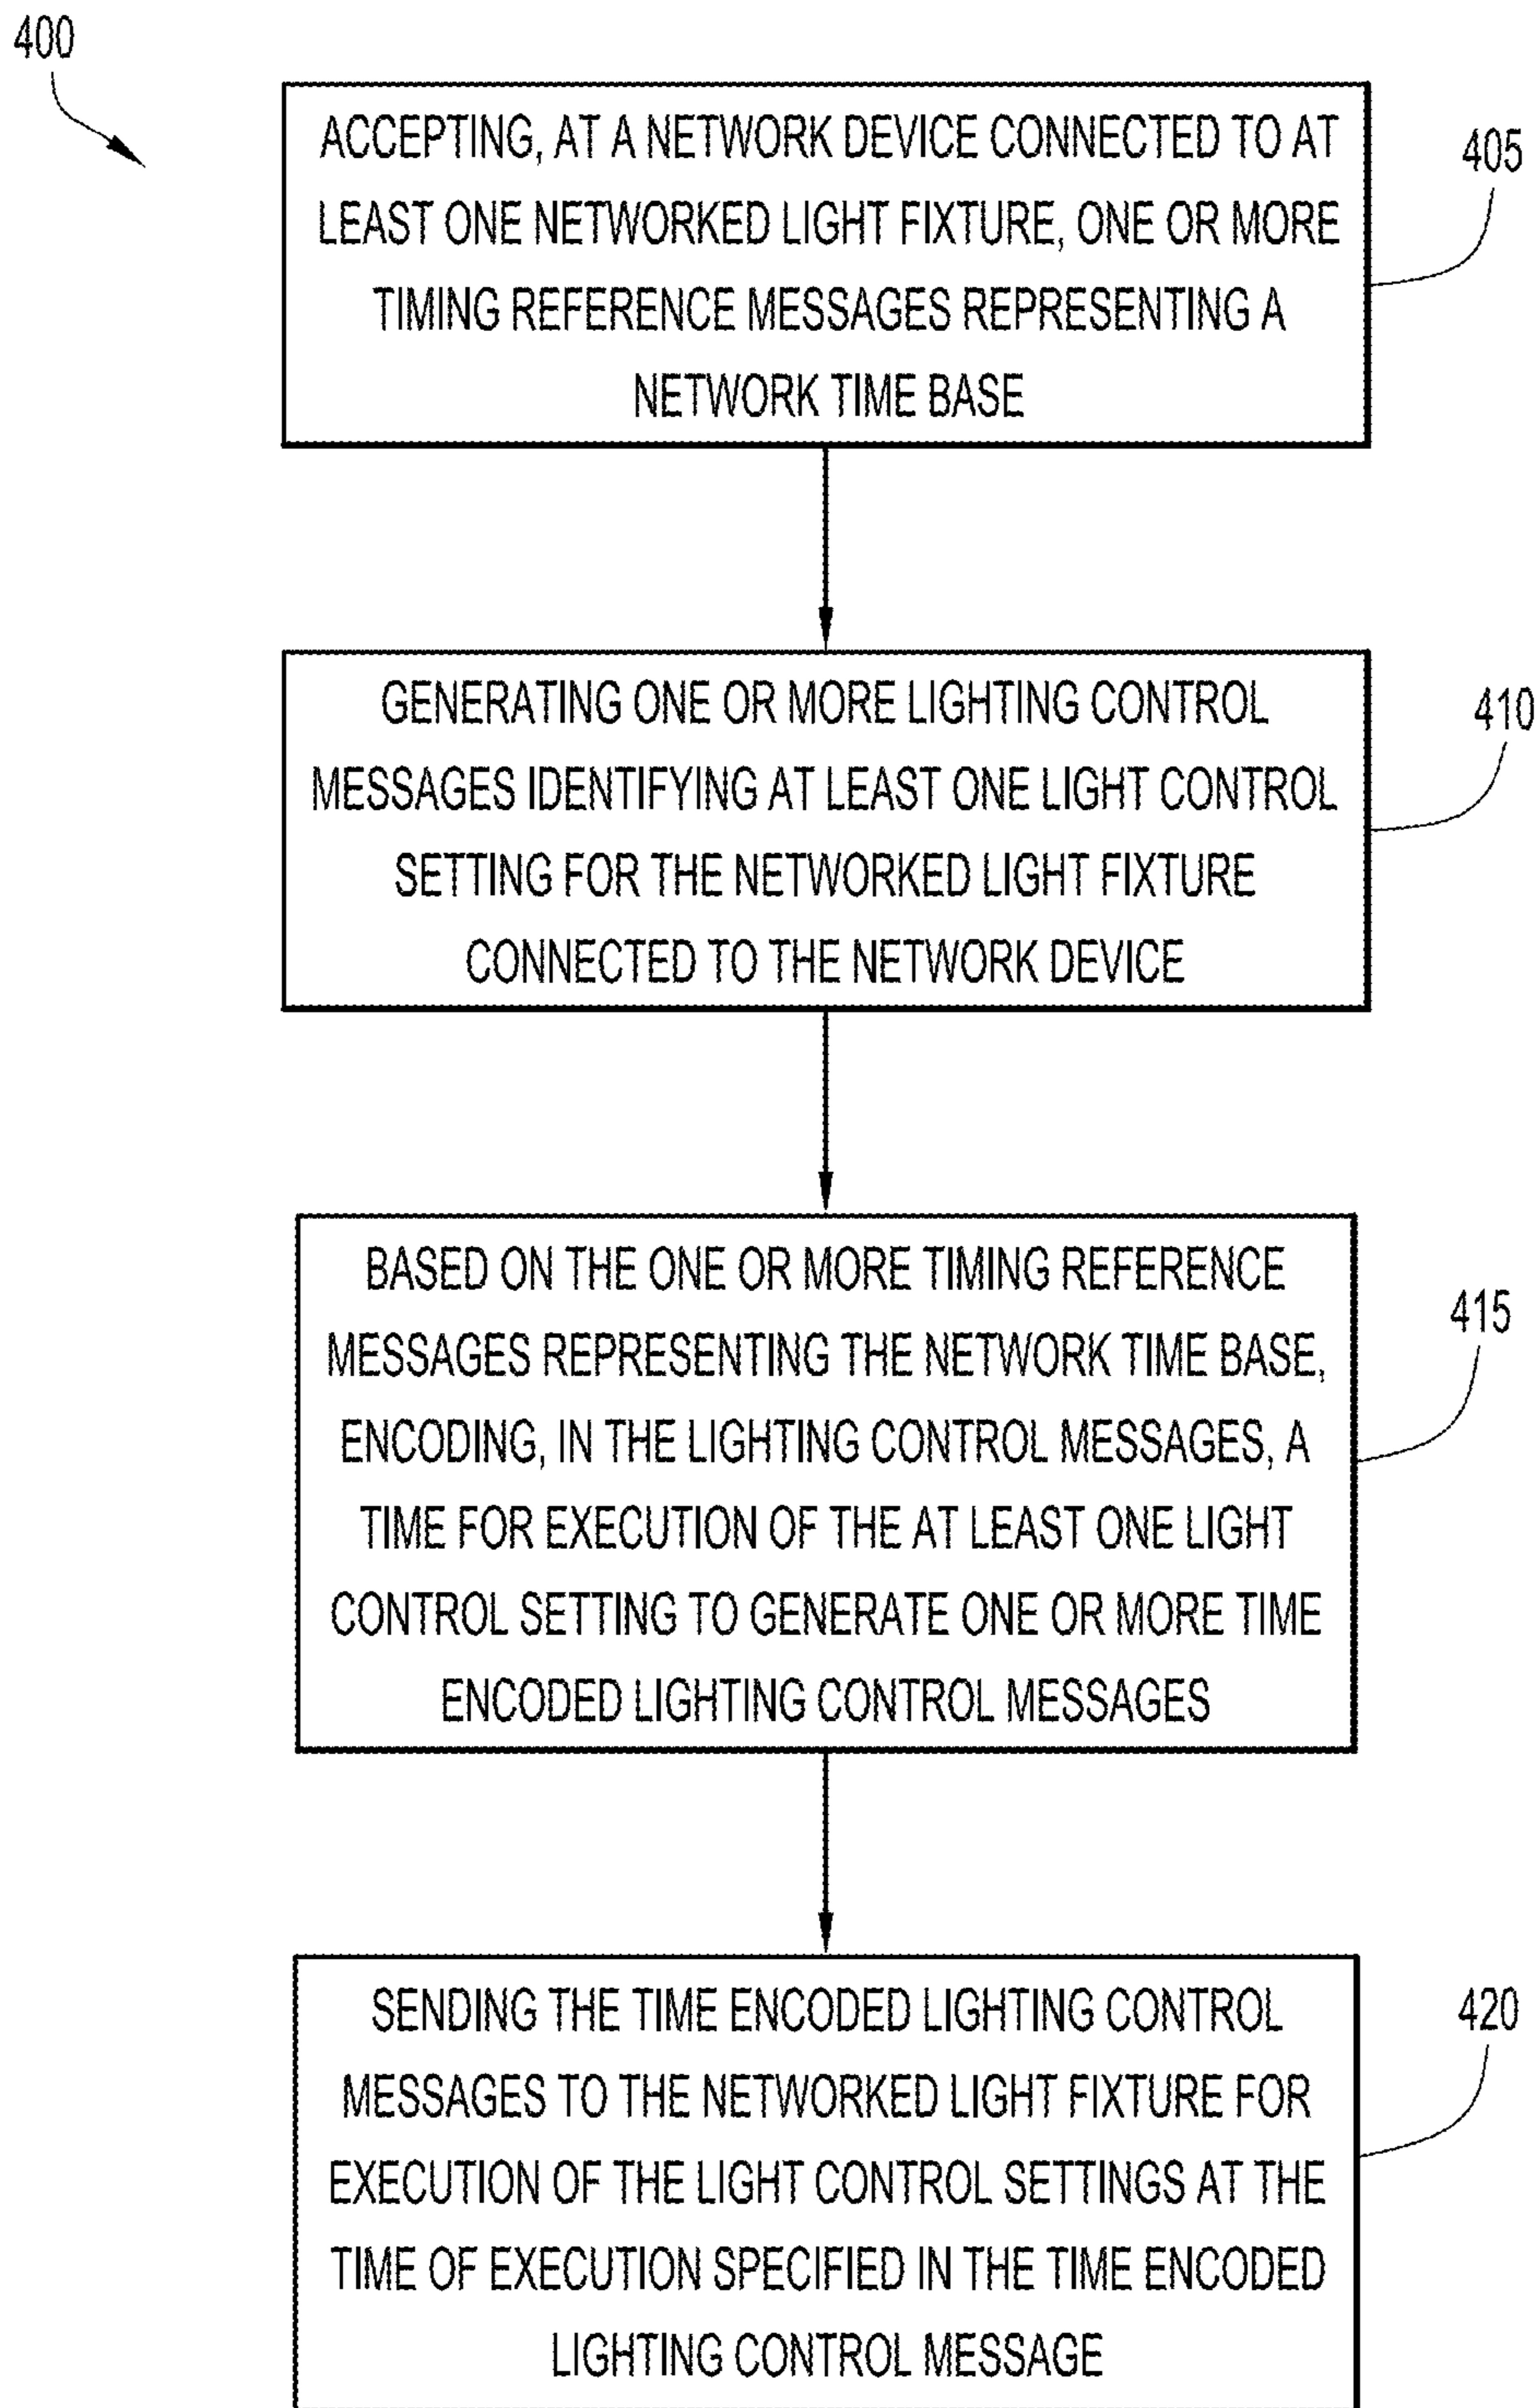 400
ACCEPTING, AT A NETWORK DEVICE CONNECTED TO AT
LEAST ONE NETWORKED LIGHT FIXTURE, ONE OR MORE
TIMING REFERENCE MESSAGES REPRESENTING A
NETWORK TIME BASE
405
GENERATING ONE OR MORE LIGHTING CONTROL
MESSAGES IDENTIFYING AT LEAST ONE LIGHT CONTROL
SETTING FOR THE NETWORKED LIGHT FIXTURE
CONNECTED TO THE NETWORK DEVICE
410
BASED ON THE ONE OR MORE TIMING REFERENCE
MESSAGES REPRESENTING THE NETWORK TIME BASE,
ENCODING, IN THE LIGHTING CONTROL MESSAGES, A
TIME FOR EXECUTION OF THE AT LEAST ONE LIGHT
CONTROL SETTING TO GENERATE ONE OR MORE TIME
ENCODED LIGHTING CONTROL MESSAGES
415
SENDING THE TIME ENCODED LIGHTING CONTROL
MESSAGES TO THE NETWORKED LIGHT FIXTURE FOR
EXECUTION OF THE LIGHT CONTROL SETTINGS AT THE
TIME OF EXECUTION SPECIFIED IN THE TIME ENCODED
LIGHTING CONTROL MESSAGE
420